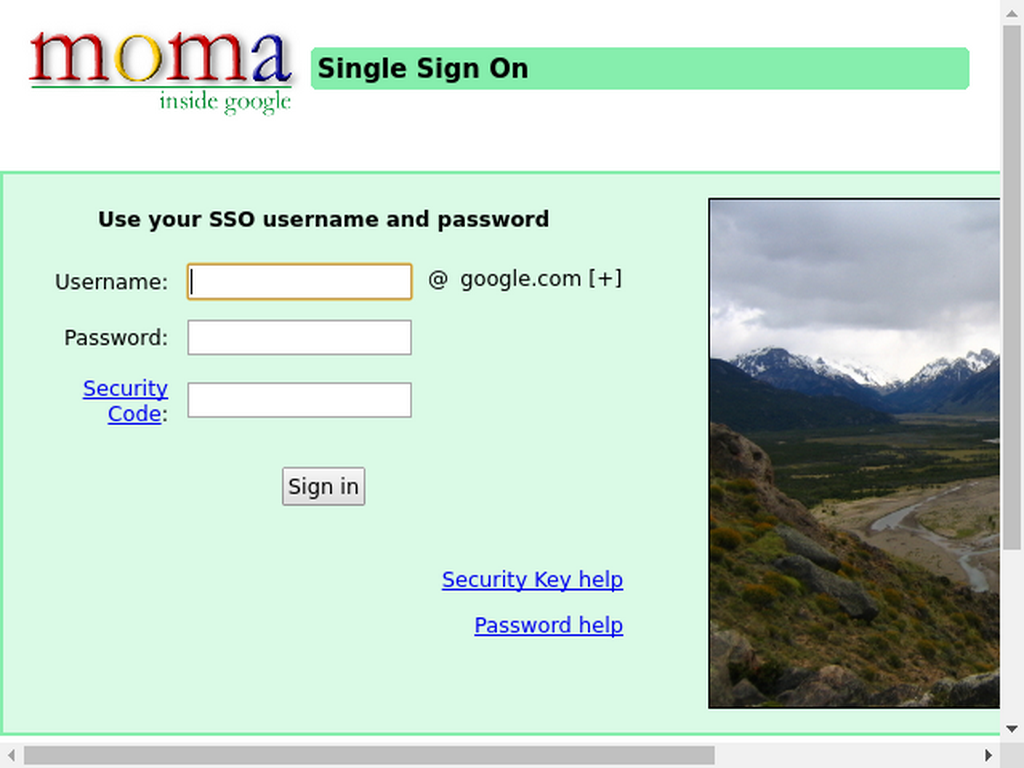 moma
inside google
Single Sign On
Use your SSO username and password
Username: @ google.com [+]
Password:
Security
Code:
Sign in
Security Key help
Password help